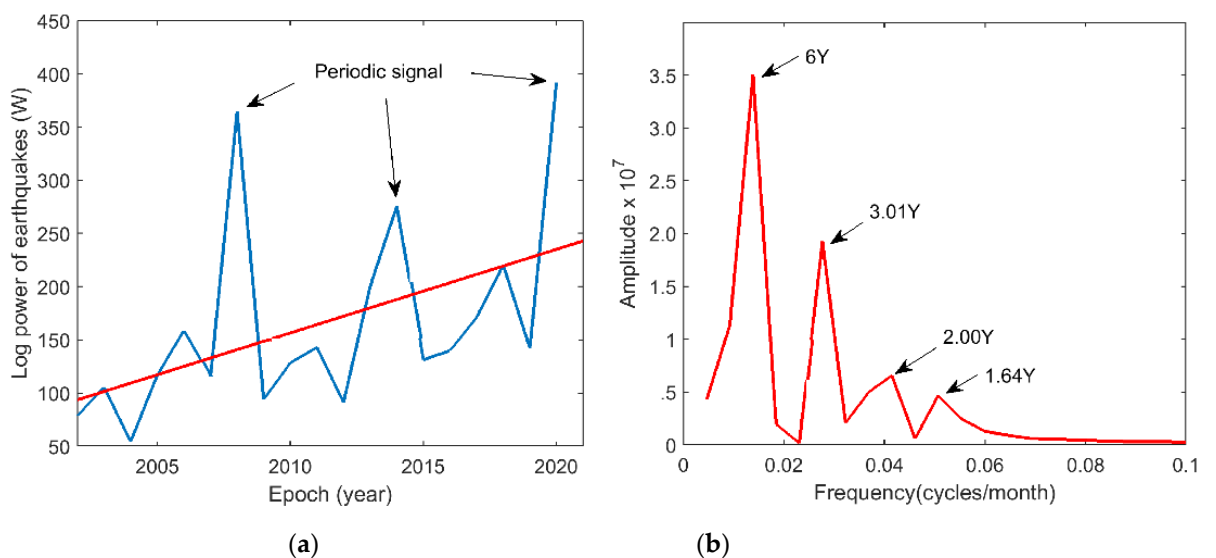 450
400
350
300
250
200
150
100
50
Log power of earthquakes (W)
Periodic signal
2005
2010
2015
2020
Epoch (year)
(a)
3.5
3.0
2.5
2.0
1.5
1
.5
0
Amplitude x 10^7
6Y
3.01Y
2.00Y
1.64Y
0
0.02
0.04
0.06
0.08
0.1
Frequency(cycles/month)
(b)